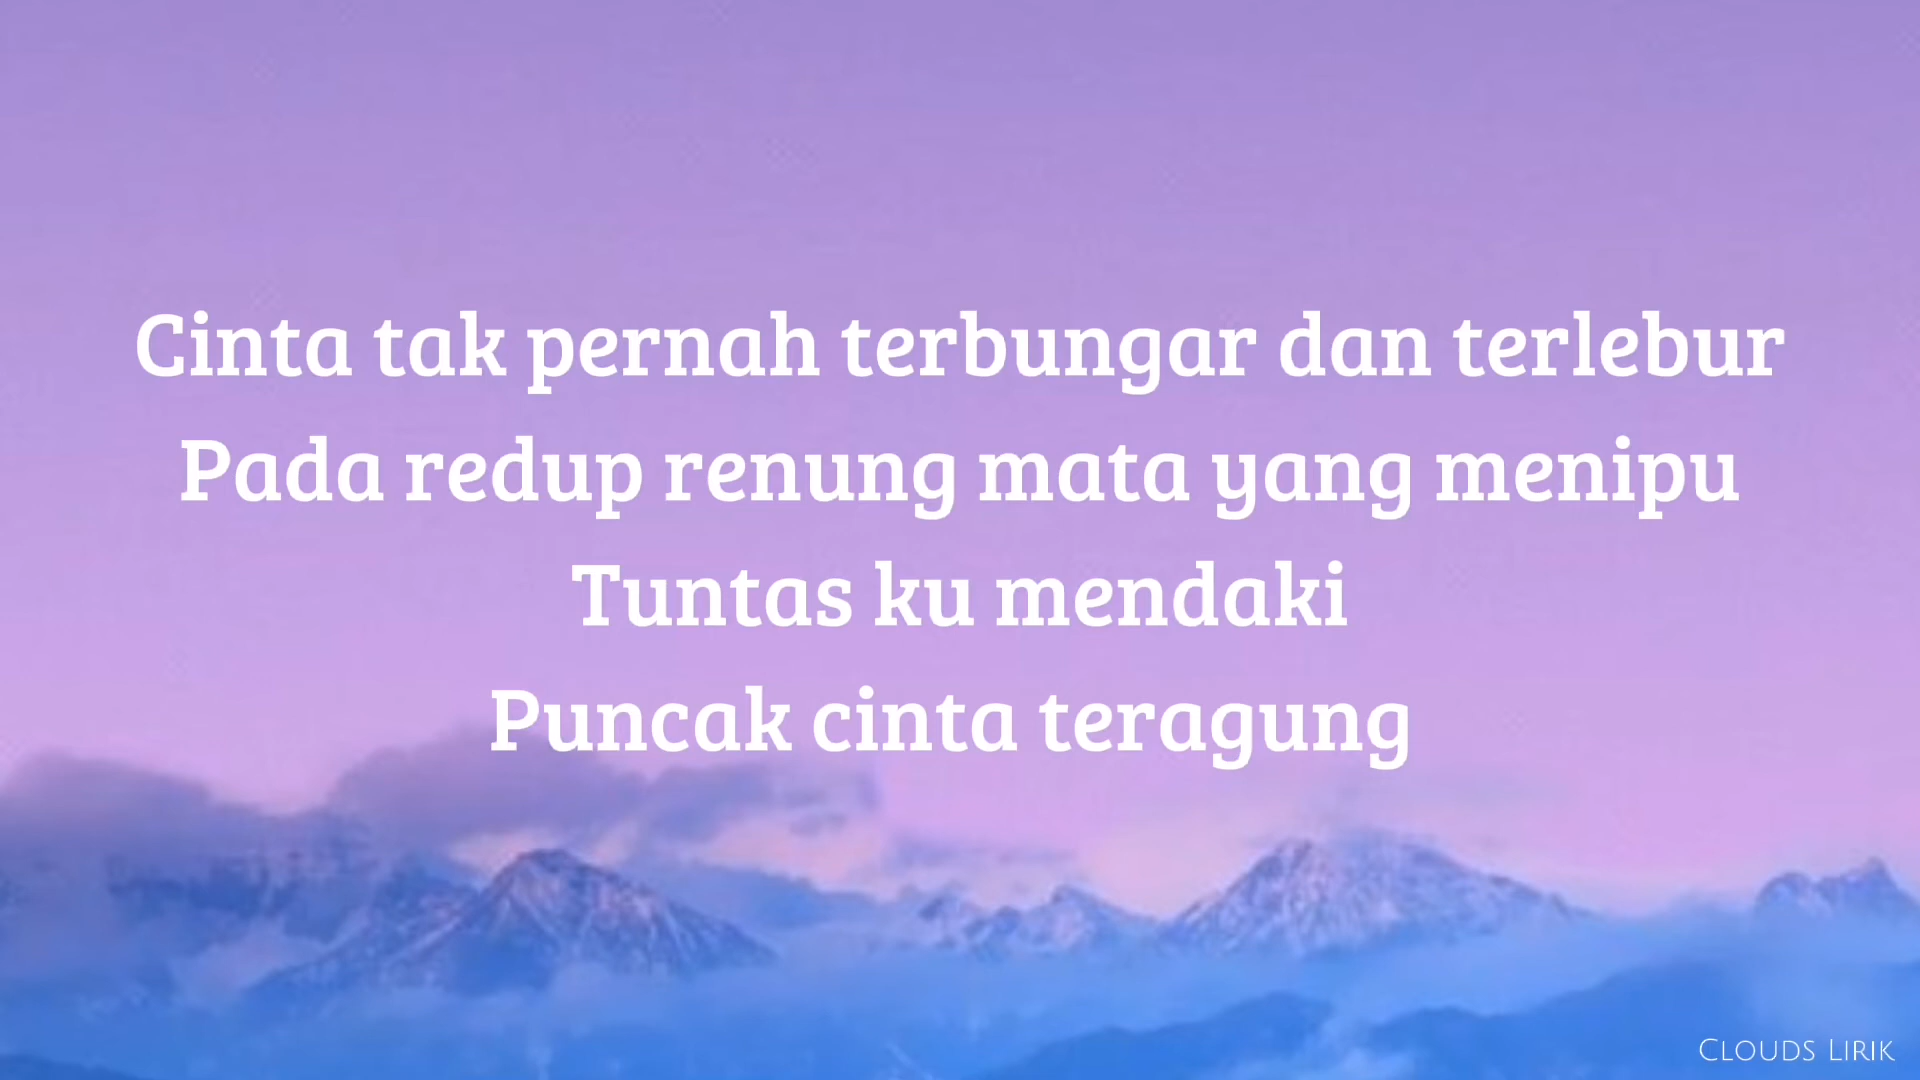 Cinta tak pernah terbungar dan terlebur
Pada redup renung mata yang menipu
Tuntas ku mendaki
Puncak cinta teragung
Clouds Lirik